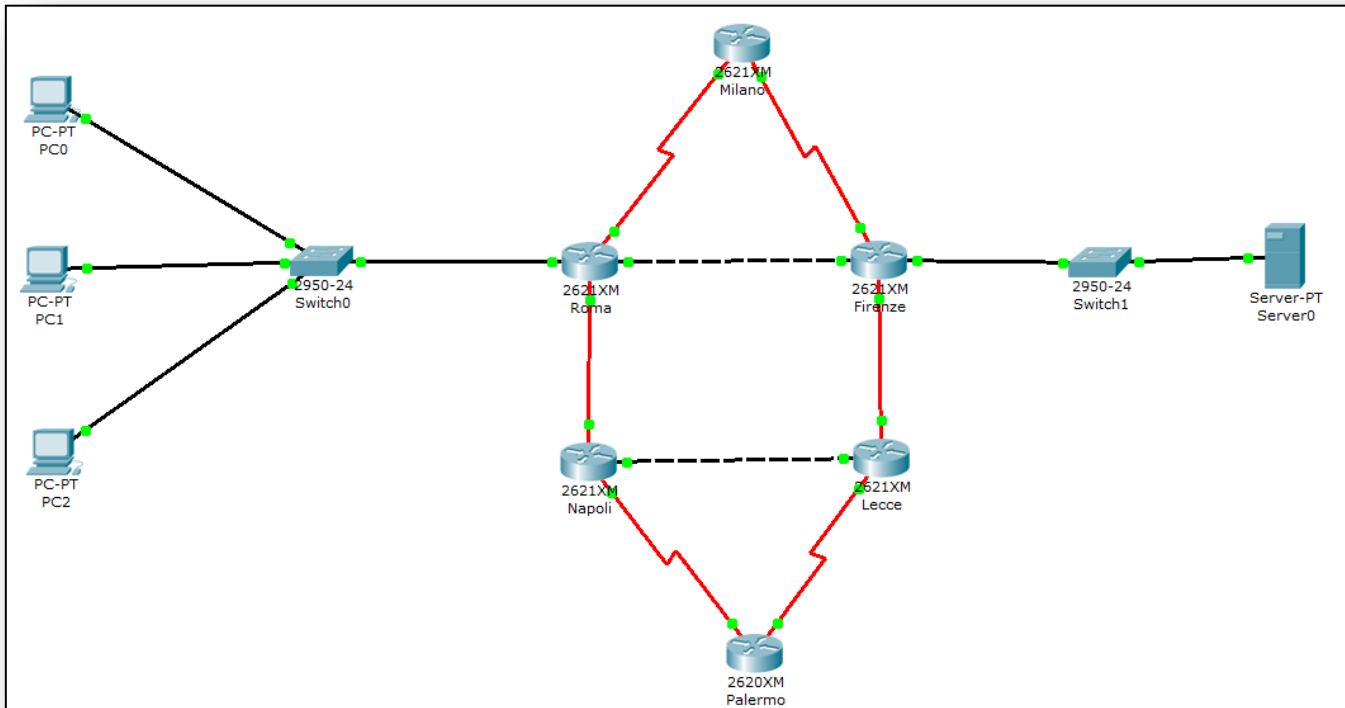 2621XM
Milano
PC-PT
PC0
PC-PT
PC1
2950-24
Switch0
2621XM
Roma
2621XM
Firenze
2950-24
Switch1
Server-PT
Server0
PC-PT
PC2
2621XM
Napoli
2621XM
Lecce
2620XM
Palermo